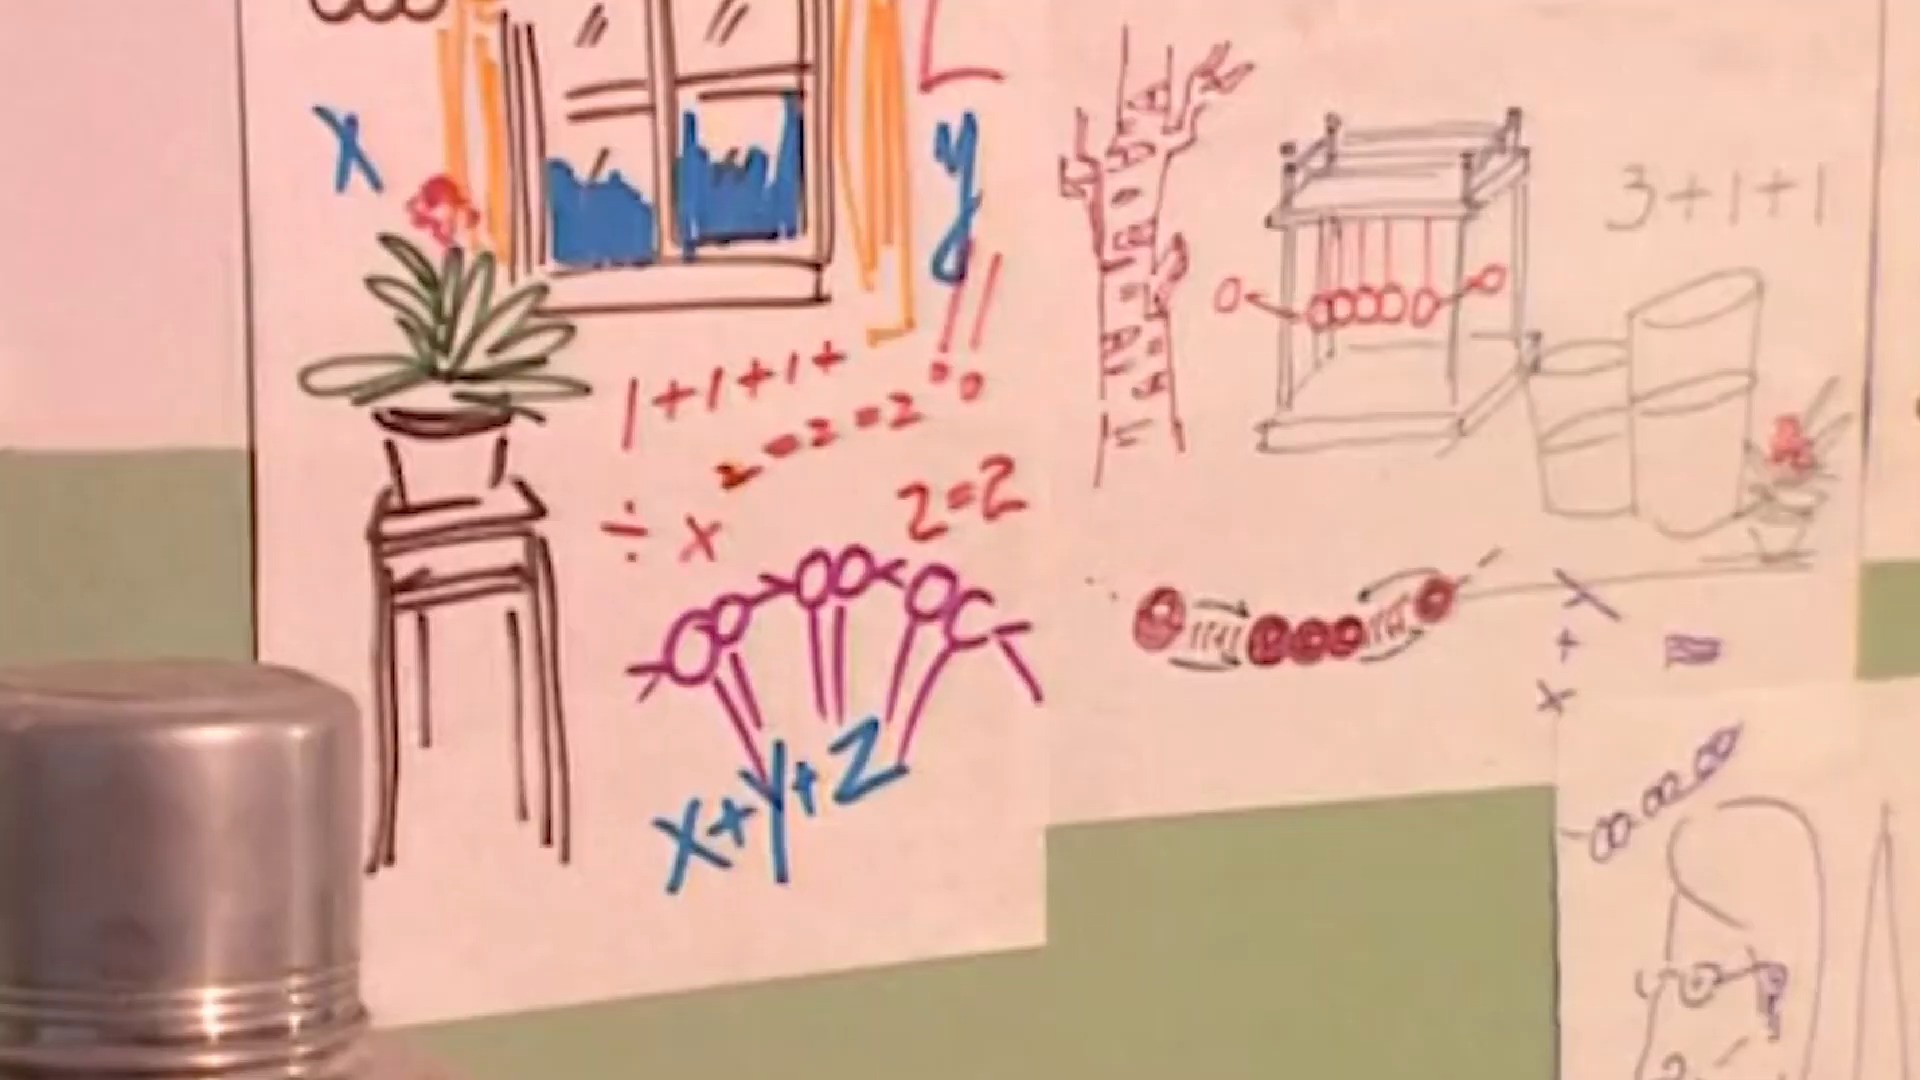 L
x
y
!!
3+1+1
1+1+1+
2=2=2
÷ x
2=2
x+y+z
x+y
=